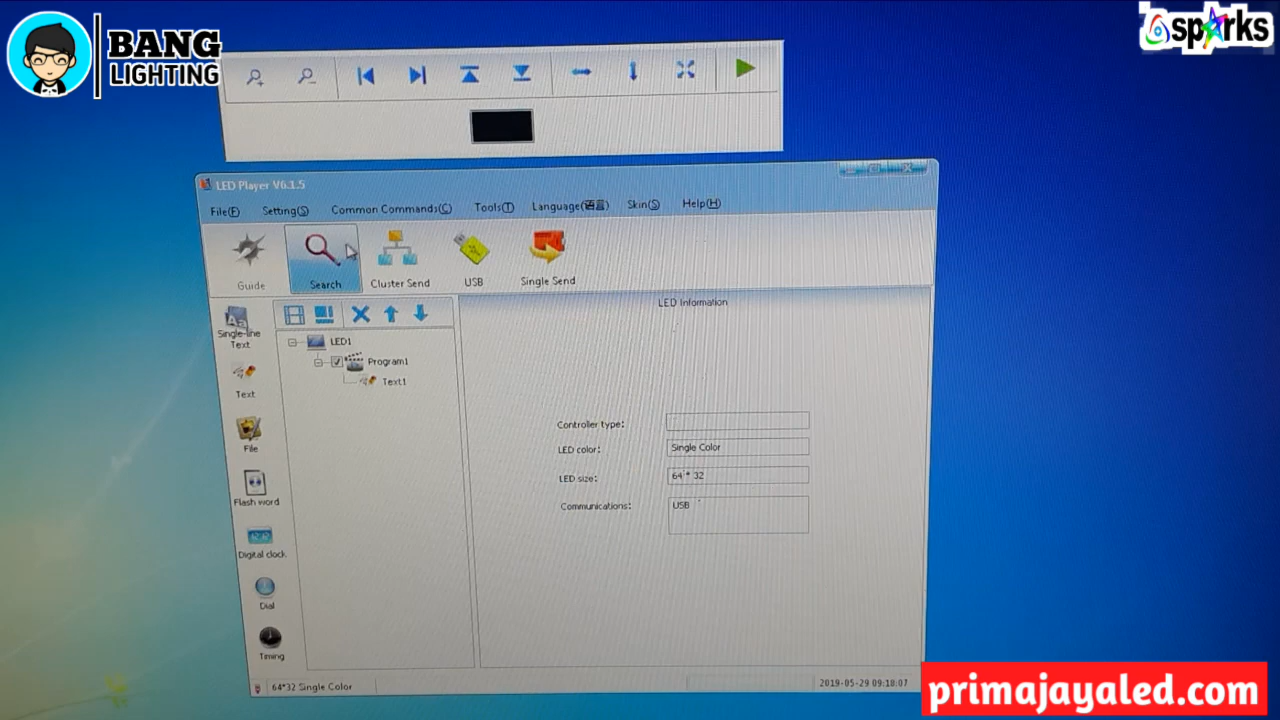 BANG
LIGHTING
sparks
LED Player V6.1.5
File(F) Setting(S) Common Commands(C) Tools(T) Language(语言) Skin(S) Help(H)
Guide Search Cluster Send USB Single Send
LED Information
Single-line
Text
LED1
Program1
Text1
Text
File
Flash word
Digital clock
Dial
Timing
Controller type:
LED color: Single Color
LED size: 64 * 32
Communications: USB
64*32 Single Color
2019-05-29 09:18:07
primajayaled.com